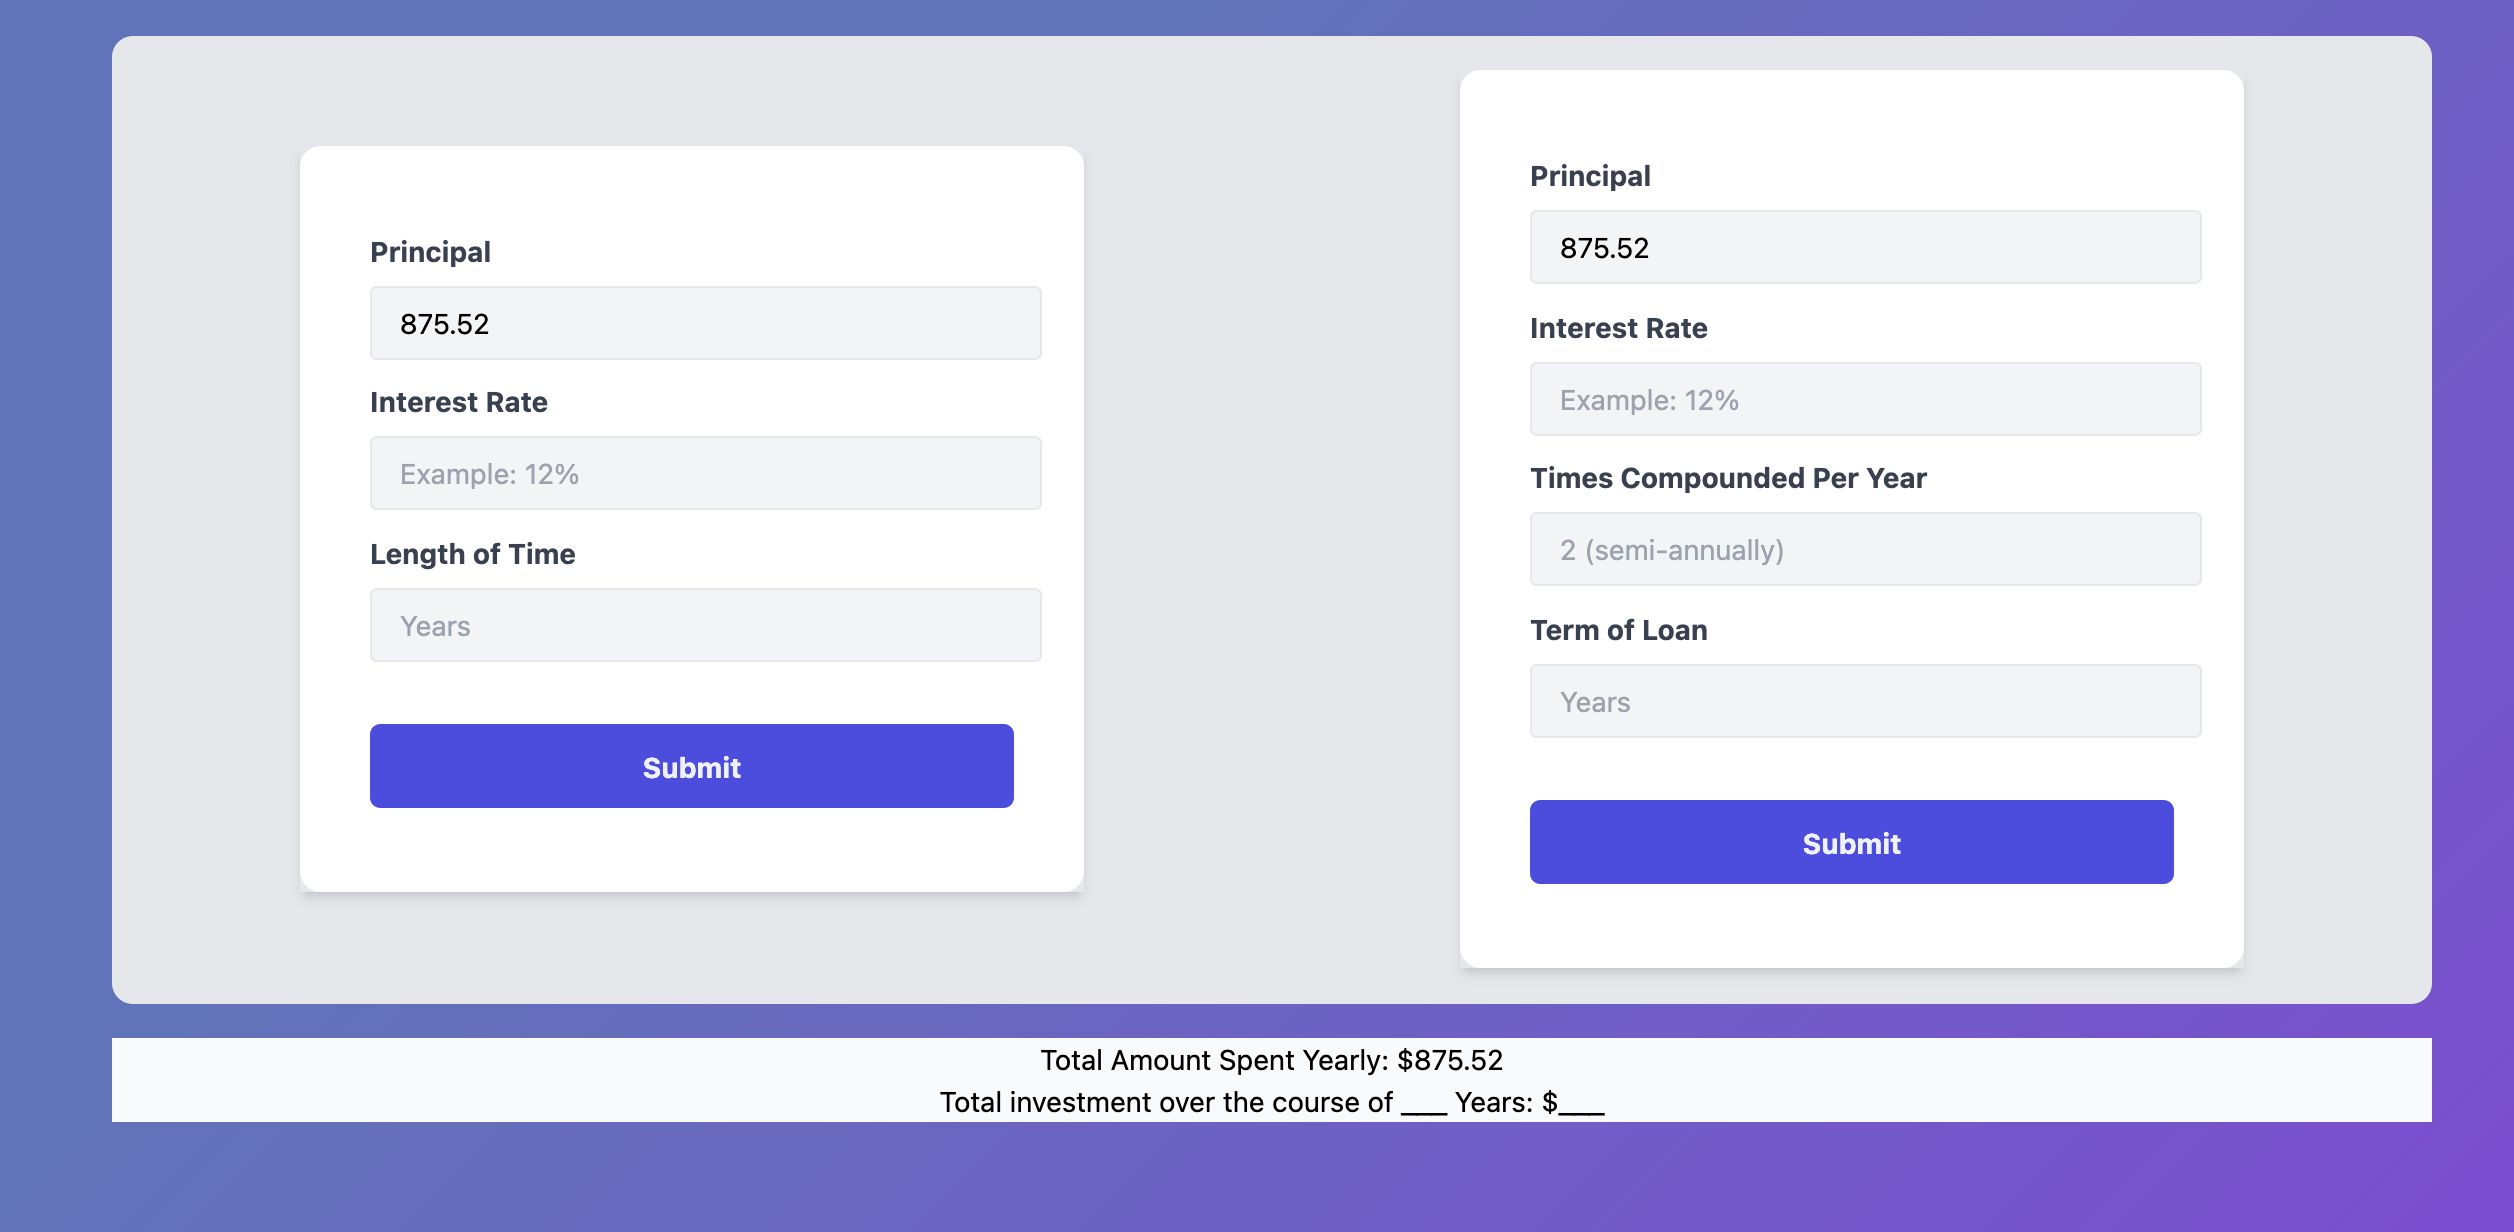 Principal
875.52
Interest Rate
Example: 12%
Length of Time
Years
Submit
Principal
875.52
Interest Rate
Example: 12%
Times Compounded Per Year
2 (semi-annually)
Term of Loan
Years
Submit
Total Amount Spent Yearly: $875.52
Total investment over the course of ___ Years: $___